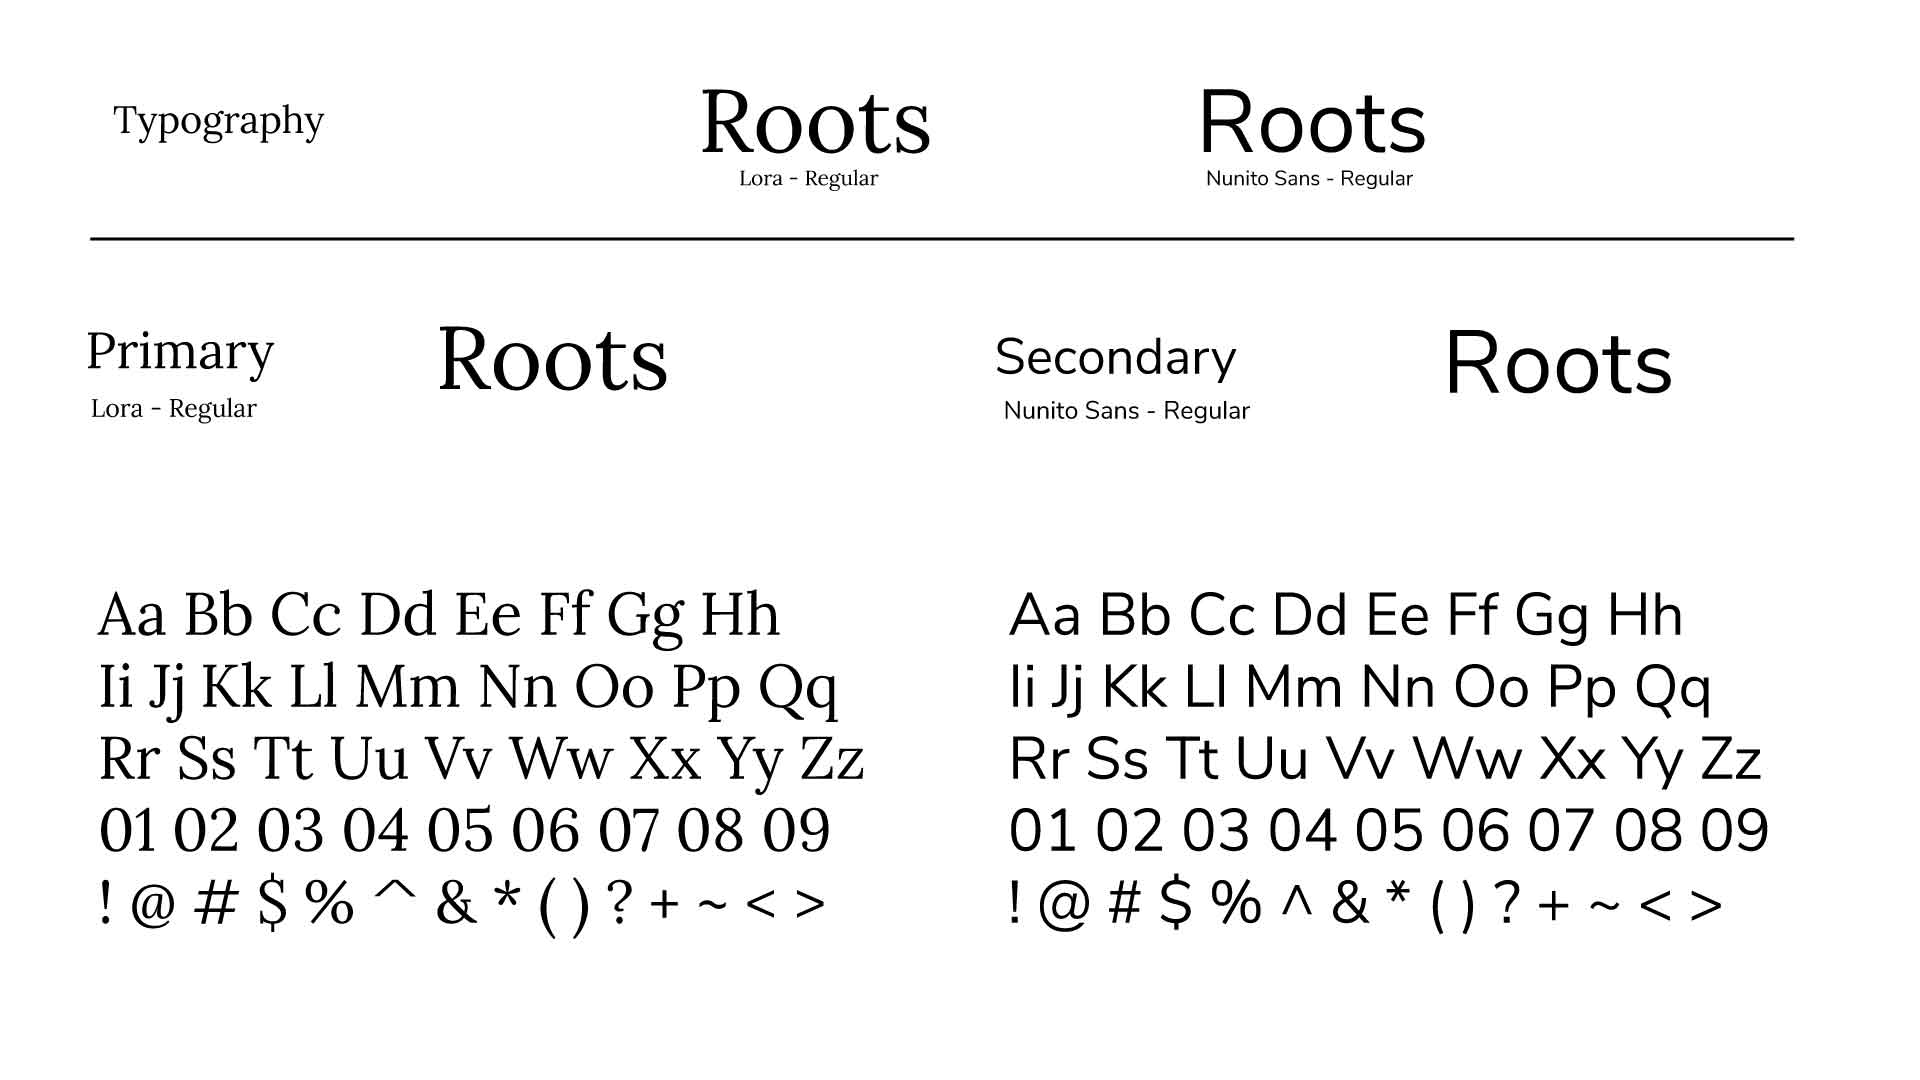 Typography
Roots
Lora - Regular
Roots
Nunito Sans - Regular
Primary
Lora - Regular
Roots
Secondary
Nunito Sans - Regular
Roots
Aa Bb Cc Dd Ee Ff Gg Hh
Ii Jj Kk Ll Mm Nn Oo Pp Qq
Rr Ss Tt Uu Vv Ww Xx Yy Zz
01 02 03 04 05 06 07 08 09
! @ # $ % ^ & * ( ) ? + ~ < >
Aa Bb Cc Dd Ee Ff Gg Hh
Ii Jj Kk Ll Mm Nn Oo Pp Qq
Rr Ss Tt Uu Vv Ww Xx Yy Zz
01 02 03 04 05 06 07 08 09
! @ # $ % ^ & * ( ) ? + ~ < >